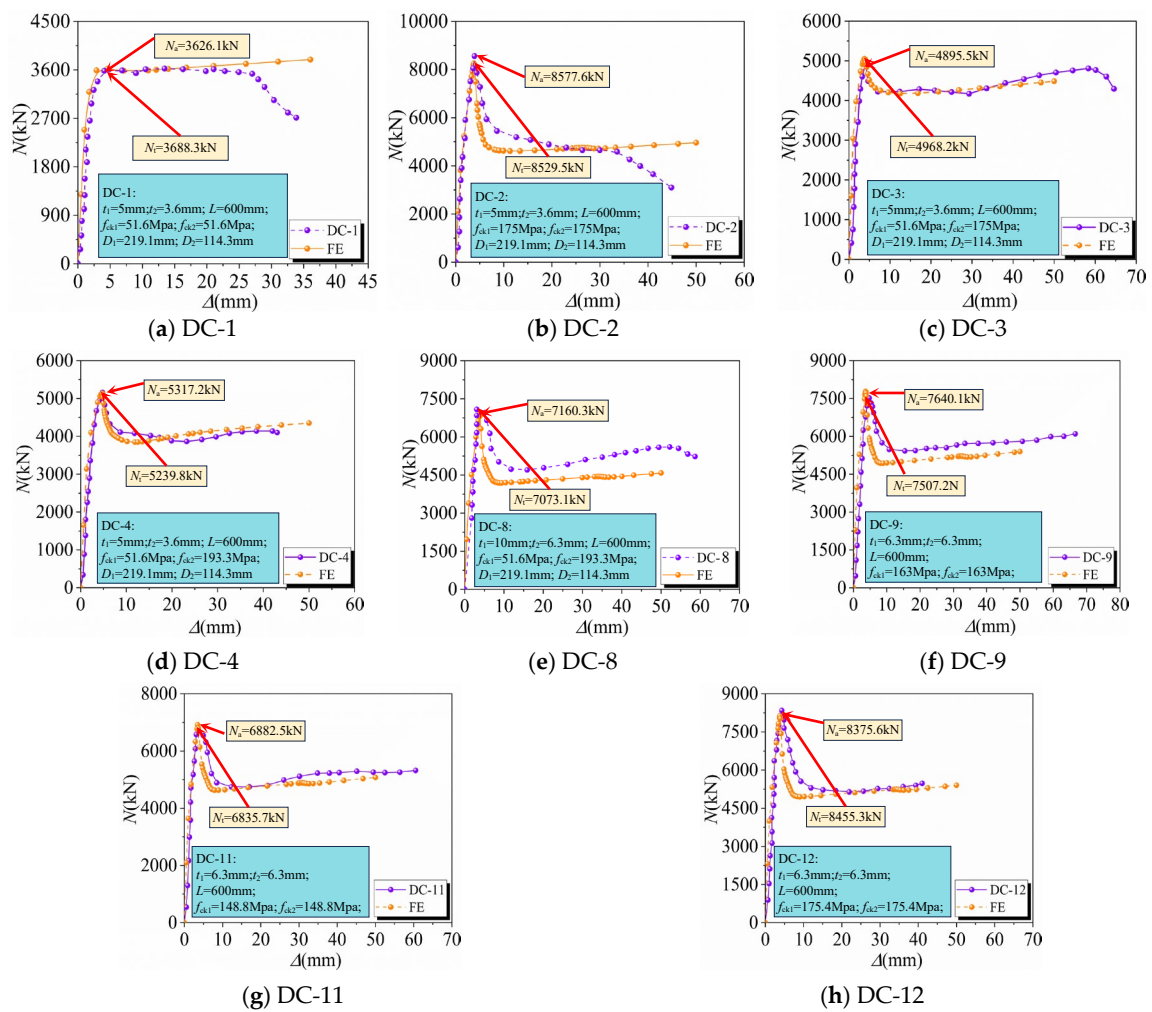 4500
3600
2700
1800
900
0
N(kN)
Nₐ=3626.1kN
Nₜ=3688.3kN
DC-1:
t₁=5mm;t₂=3.6mm; L=600mm;
fck1=51.6Mpa; fck2=51.6Mpa;
D₁=219.1mm; D₂=114.3mm
DC-1
FE
0 5 10 15 20 25 30 35 40 45
Δ(mm)
(a) DC-1
10000
8000
6000
4000
2000
0
N(kN)
Nₐ=8577.6kN
Nₜ=8529.5kN
DC-2:
t₁=5mm;t₂=3.6mm; L=600mm;
fck1=175Mpa; fck2=175Mpa;
D₁=219.1mm; D₂=114.3mm
DC-2
FE
0 10 20 30 40 50 60
Δ(mm)
(b) DC-2
6000
5000
4000
3000
2000
1000
0
N(kN)
Nₐ=4895.5kN
Nₜ=4968.2kN
DC-3:
t₁=5mm;t₂=3.6mm; L=600mm;
fck1=51.6Mpa; fck2=175Mpa;
D₁=219.1mm; D₂=114.3mm
DC-3
FE
0 10 20 30 40 50 60 70
Δ(mm)
(c) DC-3
6000
5000
4000
3000
2000
1000
0
N(kN)
Nₐ=5317.2kN
Nₜ=5239.8kN
DC-4:
t₁=5mm;t₂=3.6mm; L=600mm;
fck1=51.6Mpa; fck2=193.3Mpa;
D₁=219.1mm; D₂=114.3mm
DC-4
FE
0 10 20 30 40 50 60
Δ(mm)
(d) DC-4
9000
7500
6000
4500
3000
1500
0
N(kN)
Nₐ=7160.3kN
Nₜ=7073.1kN
DC-8:
t₁=10mm;t₂=6.3mm; L=600mm;
fck1=51.6Mpa; fck2=193.3Mpa;
D₁=219.1mm; D₂=114.3mm
DC-8
FE
0 10 20 30 40 50 60 70
Δ(mm)
(e) DC-8
9000
7500
6000
4500
3000
1500
0
N(kN)
Nₐ=7640.1kN
Nₜ=7507.2N
DC-9:
t₁=6.3mm;t₂=6.3mm;
L=600mm;
fck1=163Mpa; fck2=163Mpa;
DC-9
FE
0 10 20 30 40 50 60 70 80
Δ(mm)
(f) DC-9
8000
6000
4000
2000
0
N(kN)
Nₐ=6882.5kN
Nₜ=6835.7kN
DC-11:
t₁=6.3mm;t₂=6.3mm;
L=600mm;
fck1=148.8Mpa; fck2=148.8Mpa;
DC-11
FE
0 10 20 30 40 50 60 70
Δ(mm)
(g) DC-11
9000
7500
6000
4500
3000
1500
0
N(kN)
Nₐ=8375.6kN
Nₜ=8455.3kN
DC-12:
t₁=6.3mm;t₂=6.3mm;
L=600mm;
fck1=175.4Mpa; fck2=175.4Mpa;
DC-12
FE
0 10 20 30 40 50 60 70
Δ(mm)
(h) DC-12